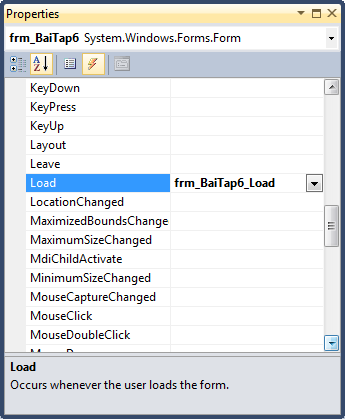 Properties
frm_BaiTap6 System.Windows.Forms.Form
KeyDown
KeyPress
KeyUp
Layout
Leave
Load frm_BaiTap6_Load
LocationChanged
MaximizedBoundsChange
MaximumSizeChanged
MdiChildActivate
MinimumSizeChanged
MouseCaptureChanged
MouseClick
MouseDoubleClick
Load
Occurs whenever the user loads the form.